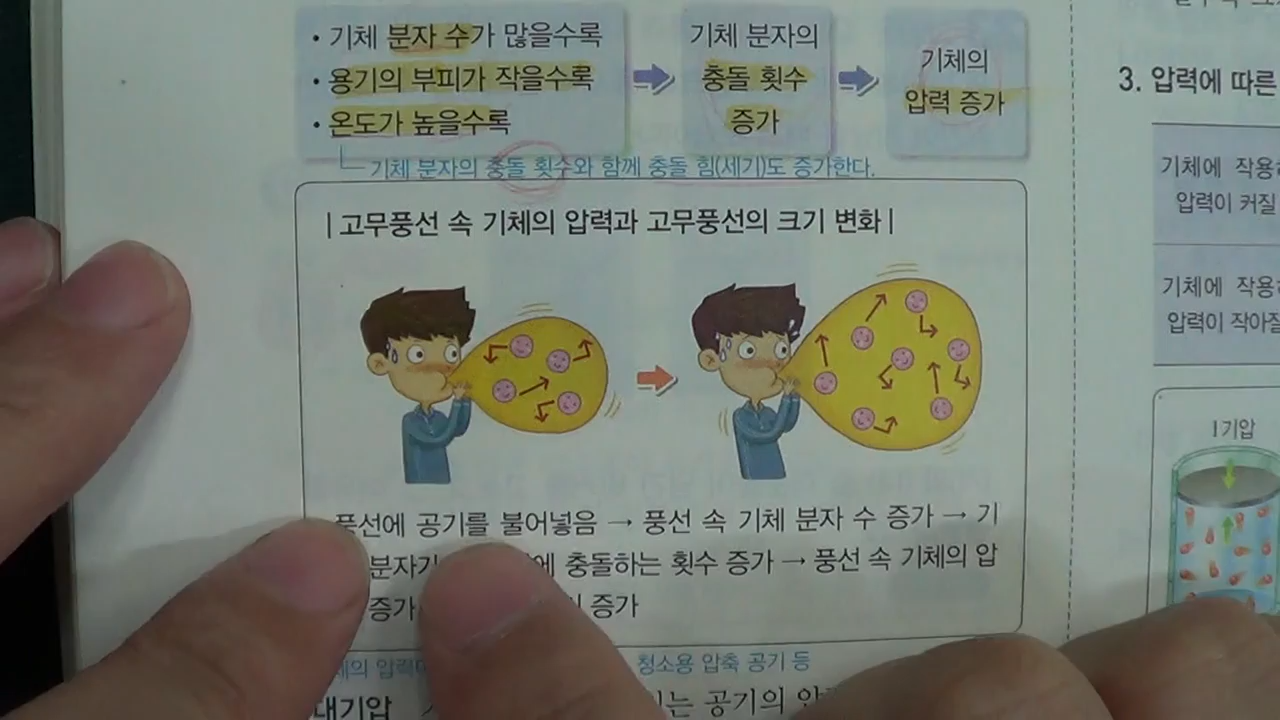 • 기체 분자 수가 많을수록
• 용기의 부피가 작을수록
• 온도가 높을수록
기체 분자의
충돌 횟수
증가
기체의
압력 증가
기체 분자의 충돌 횟수와 함께 충돌 힘(세기)도 증가한다.
| 고무풍선 속 기체의 압력과 고무풍선의 크기 변화 |
풍선에 공기를 불어넣음 → 풍선 속 기체 분자 수 증가 → 기
분자가 에 충돌하는 횟수 증가 → 풍선 속 기체의 압
증가 증가
의 압력 청소용 압축 공기 등
대기압 는 공기의
3. 압력에 따른
기체에 작용
압력이 커질
기체에 작용
압력이 작아질
1기압